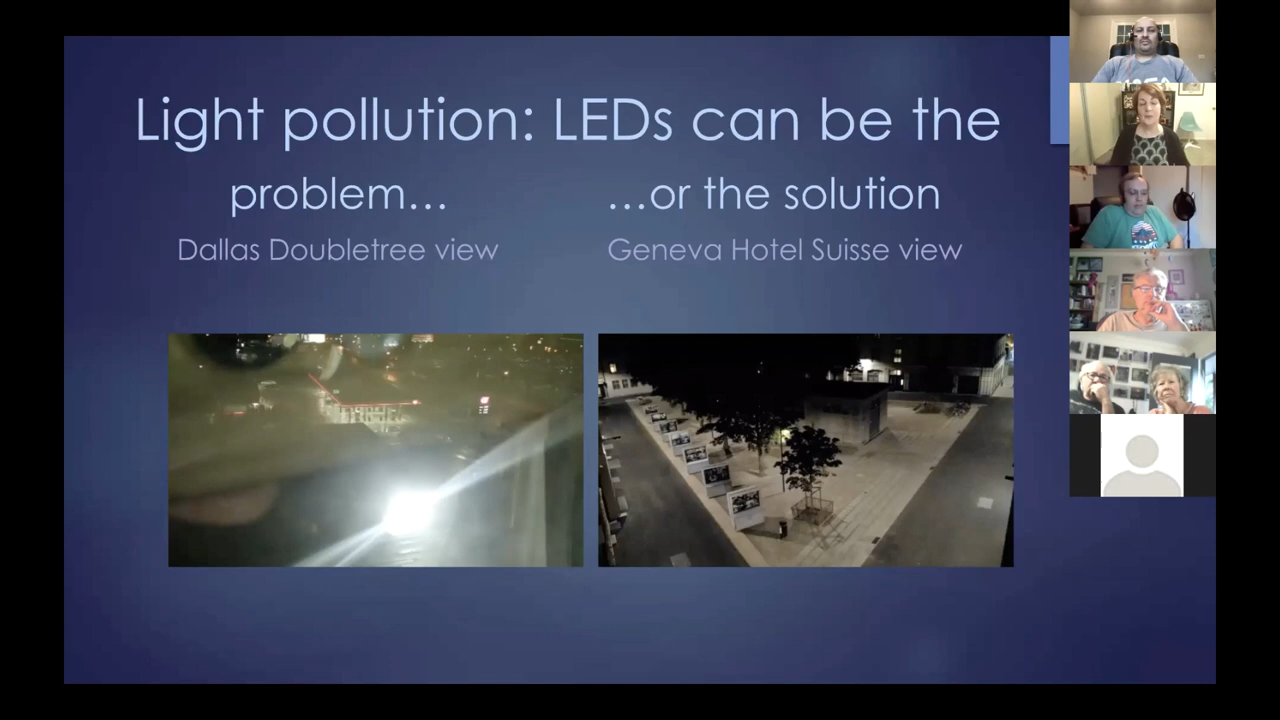 Light pollution: LEDs can be the
problem… …or the solution
Dallas Doubletree view Geneva Hotel Suisse view